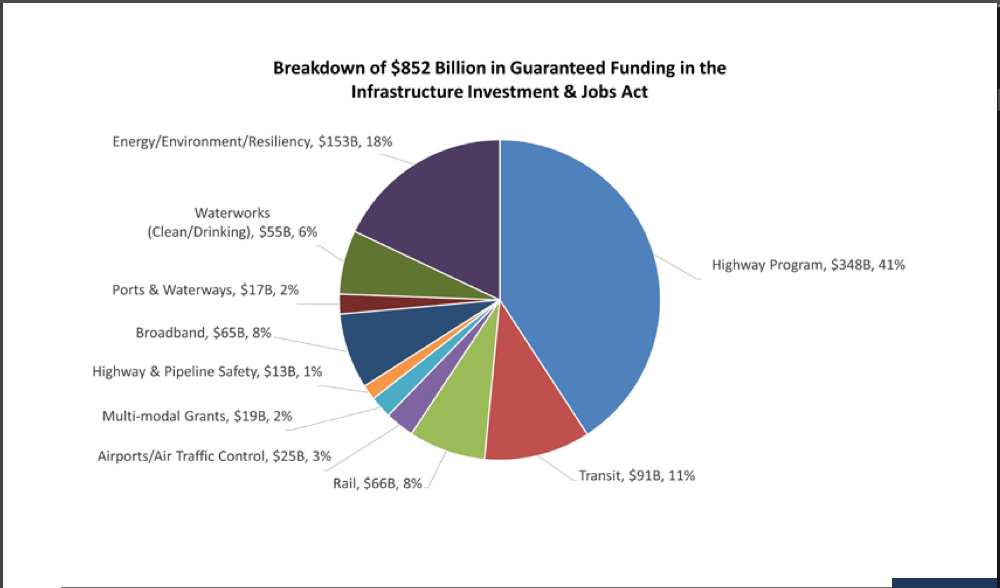 Breakdown of $852 Billion in Guaranteed Funding in the
Infrastructure Investment & Jobs Act
Energy/Environment/Resiliency, $153B, 18%
Waterworks
(Clean/Drinking), $55B, 6%
Highway Program, $348B, 41%
Ports & Waterways, $17B, 2%
Broadband, $65B, 8%
Highway & Pipeline Safety, $13B, 1%
Multi-modal Grants, $19B, 2%
Airports/Air Traffic Control, $25B, 3%
Rail, $66B, 8%
Transit, $91B, 11%